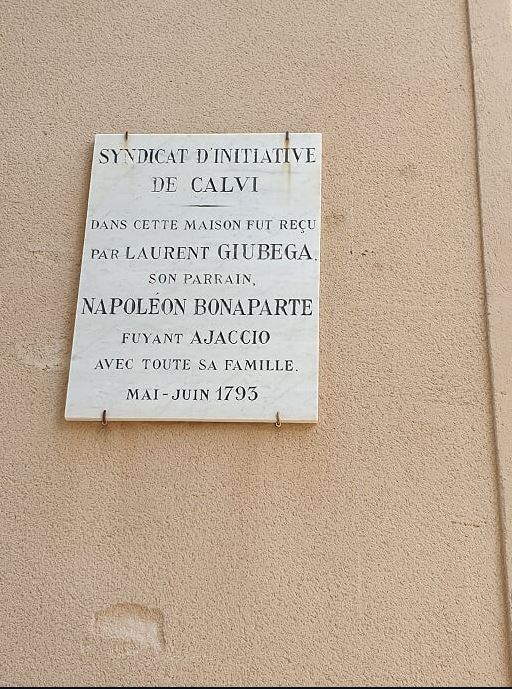 SYNDICAT D'INITIATIVE
DE CALVI
DANS CETTE MAISON FUT REÇU
PAR LAURENT GIUBEGA,
SON PARRAIN,
NAPOLÉON BONAPARTE
FUYANT AJACCIO
AVEC TOUTE SA FAMILLE.
MAI-JUIN 1793